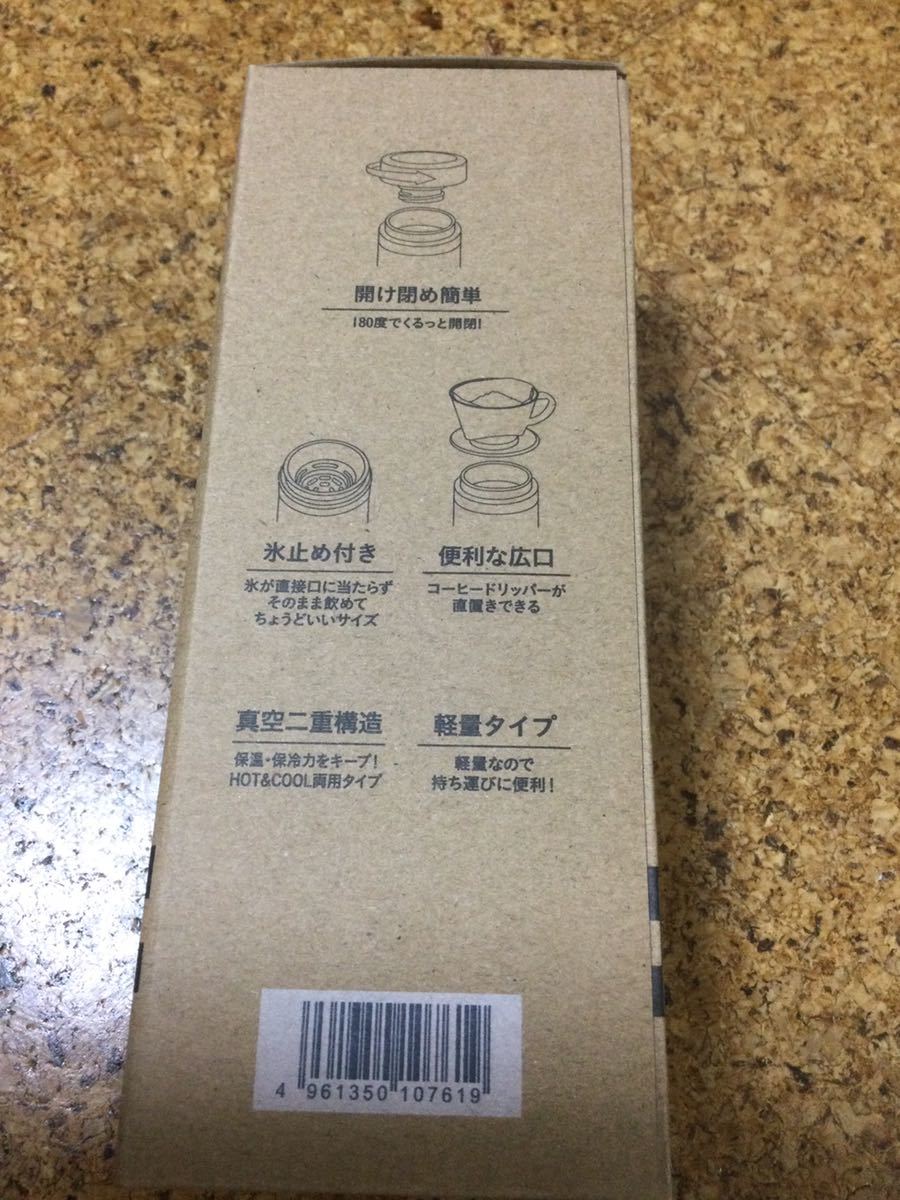 開け閉め簡単
180度でくるっと開閉!
氷止め付き
氷が直接口に当たらず
そのまま飲めて
ちょうどいいサイズ
便利な広口
コーヒードリッパーが
直置きできる
真空二重構造
保温・保冷力をキープ!
HOT&COOL両用タイプ
軽量タイプ
軽量なので
持ち運びに便利!
4 961350 107619